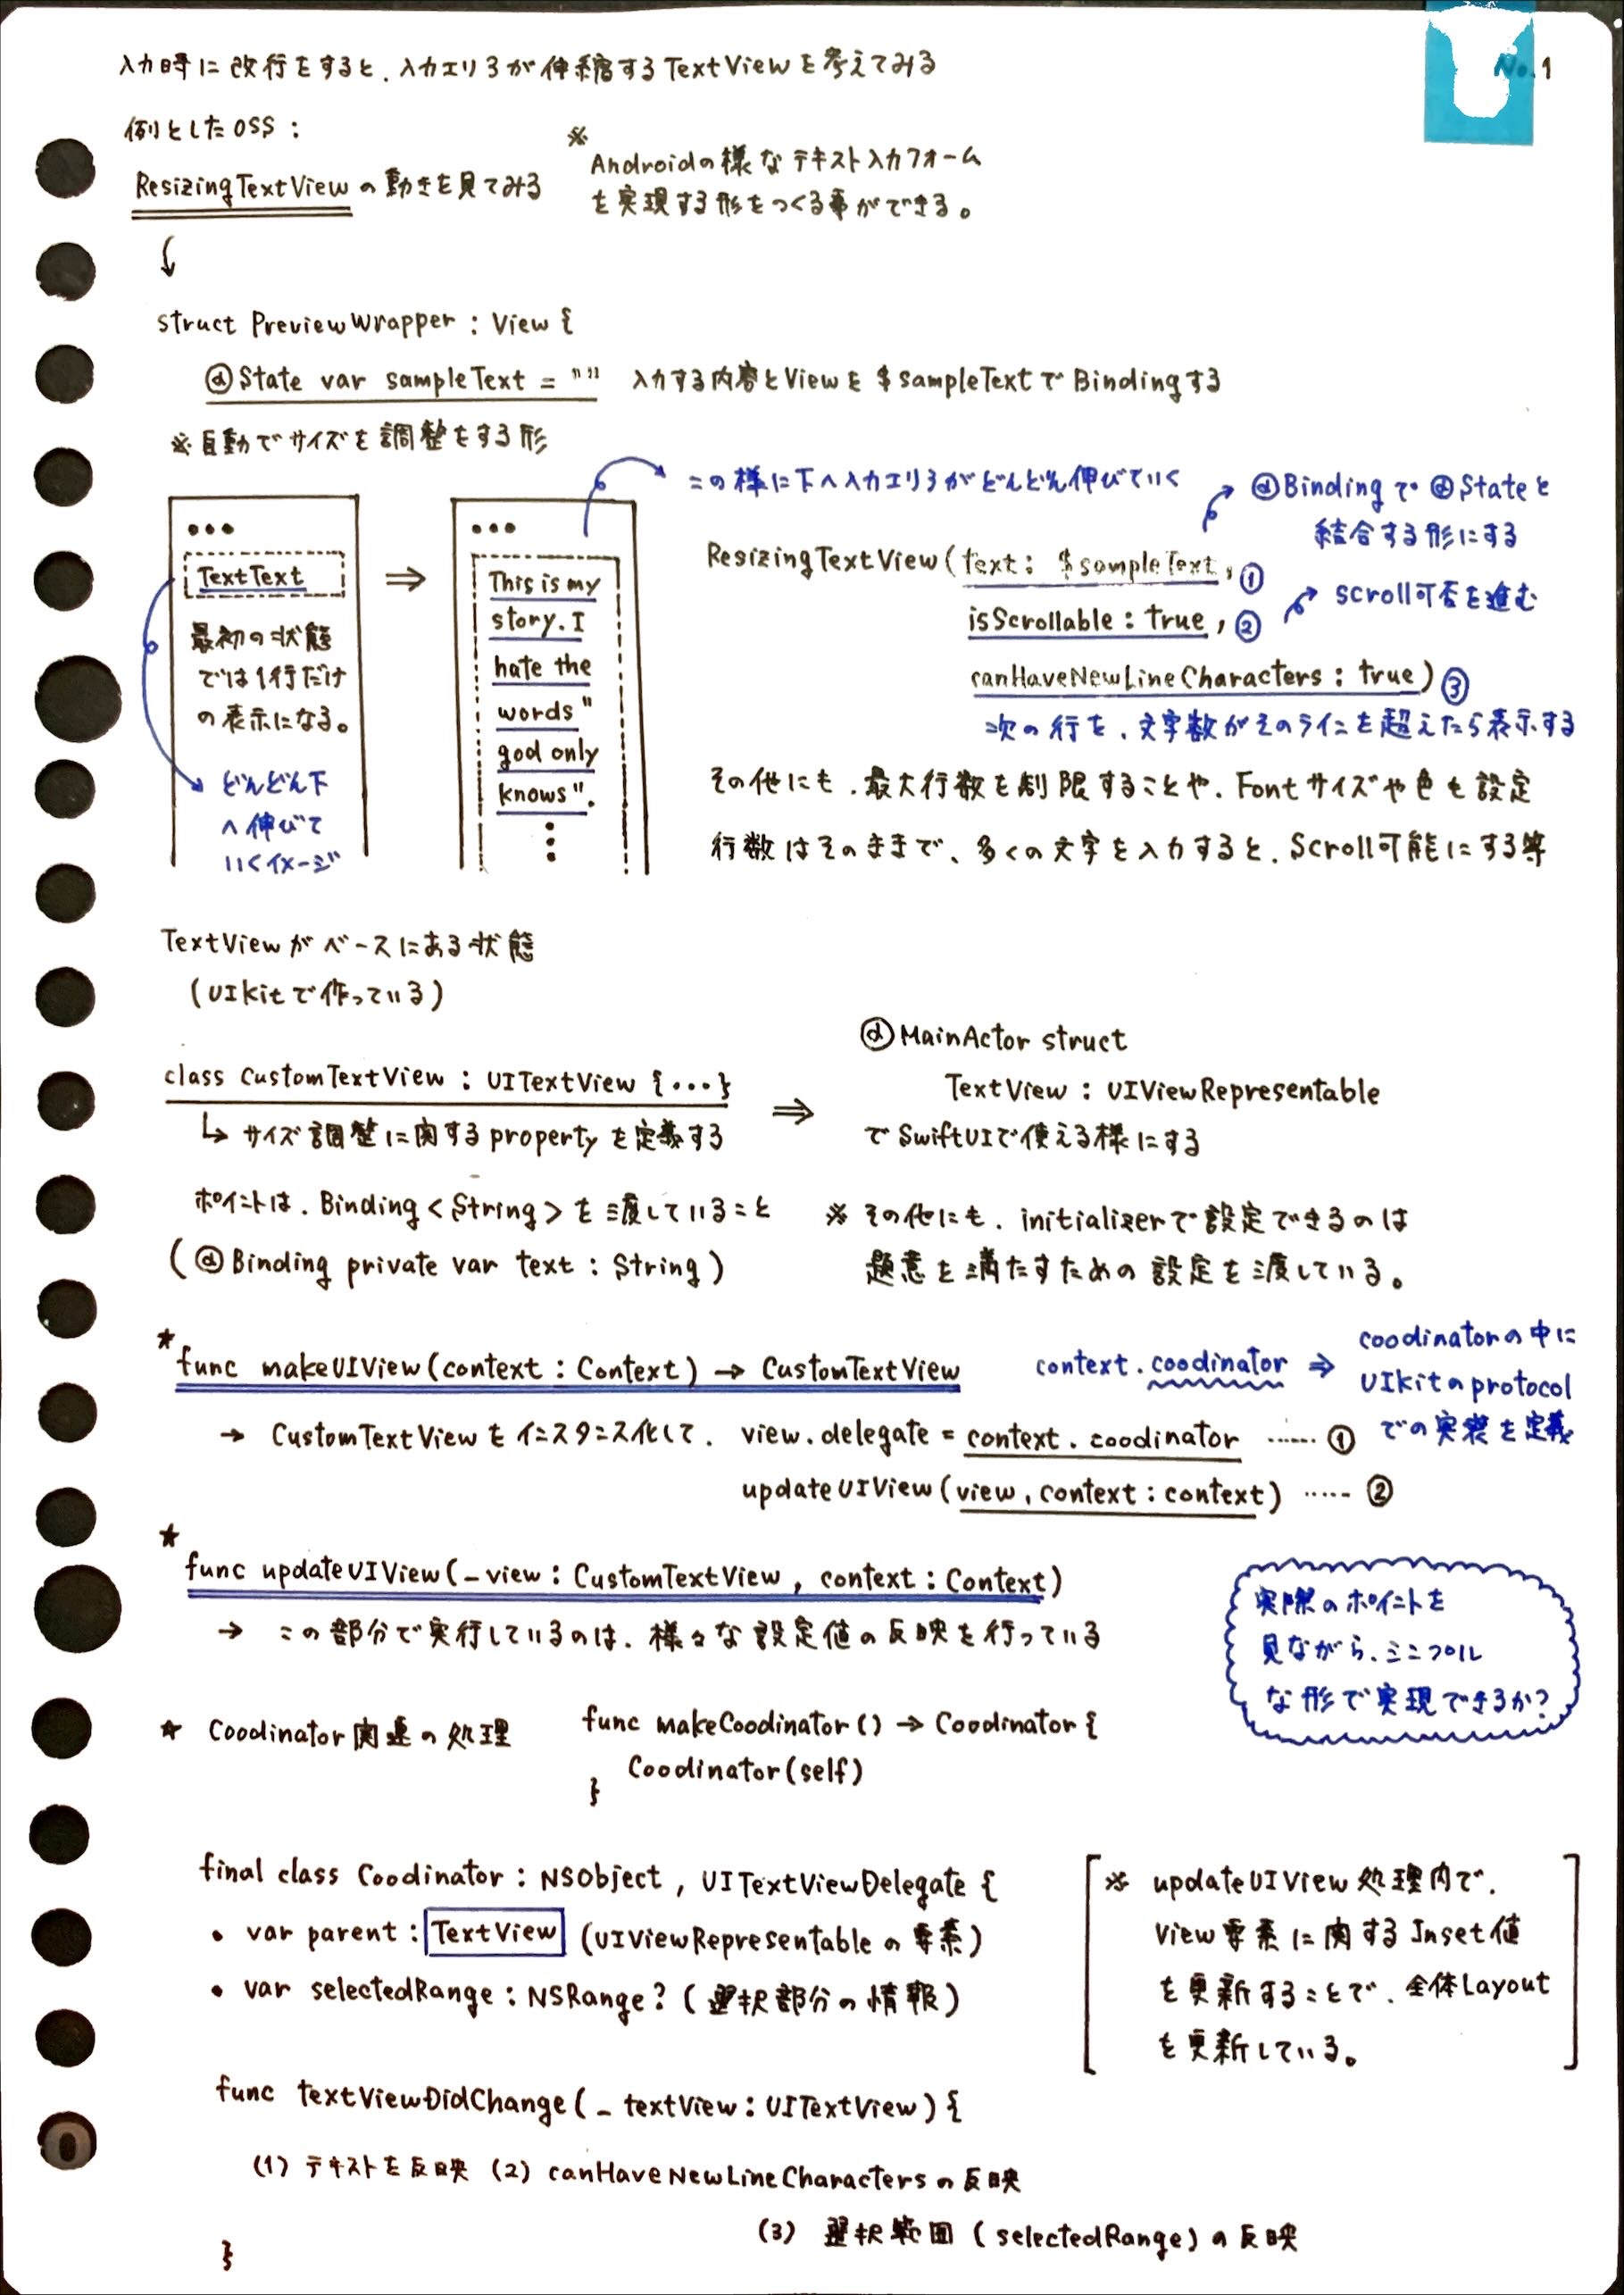 No.1
入力時に改行をすると、入力エリアが伸縮するTextViewを考えてみる
例としたOSS：
ResizingTextViewの動きを見てみる
※
Androidの様なテキスト入力フォーム
を実現する形をつくる事ができる。
struct PreviewWrapper : View {
@State var sampleText = "" 入力する内容とViewを$sampleTextでBindingする
※自動でサイズを調整をする形
この様に下へ入力エリアがどんどん伸びていく
TextText
最初の状態
では1行だけ
の表示になる。
どんどん下
へ伸びて
いくイメージ
⇒
This is my
story. I
hate the
words "
god only
knows".
@Bindingで@Stateと
結合する形にする
ResizingTextView(text: $sampleText, ①
isScrollable : true, ②
scroll可否を進む
canHaveNewLineCharacters : true) ③
次の行を、文字数がそのラインを超えたら表示する
その他にも、最大行数を制限することや、Fontサイズや色も設定
行数はそのままで、多くの文字を入力すると、Scroll可能にする等
TextViewがベースにある状態
(UIKitで作っている)
class CustomTextView : UITextView {...}
↳ サイズ調整に関するpropertyを定義する
⇒
@MainActor struct
TextView : UIViewRepresentable
でSwiftUIで使える様にする
ポイントは、Binding<String>を渡していること
(@Binding private var text : String)
※ その他にも、initializerで設定できるのは
題意を満たすための設定を渡している。
★ func makeUIView(context : Context) → CustomTextView
context.coodinator ⇒
coodinatorの中に
UIKitのprotocol
での実装を定義
→ CustomTextViewをインスタンス化して、 view.delegate = context.coodinator ...... ①
updateUIView(view, context : context) ..... ②
★ func updateUIView(_ view : CustomTextView, context : Context)
→ この部分で実行しているのは、様々な設定値の反映を行っている
実際のポイントを
見ながら、ミニマル
な形で実現できるか?
★ Coodinator関連の処理
func makeCoodinator() → Coodinator {
Coodinator(self)
}
final class Coodinator : NSObject, UITextViewDelegate {
• var parent : TextView (UIViewRepresentableの要素)
• var selectedRange : NSRange? (選択部分の情報)
※ updateUIView処理内で、
View要素に関するInset値
を更新することで、全体Layout
を更新している。
func textViewDidChange(_ textView : UITextView) {
(1) テキストを反映 (2) canHaveNewLineCharactersの反映
(3) 選択範囲 (selectedRange)の反映
}